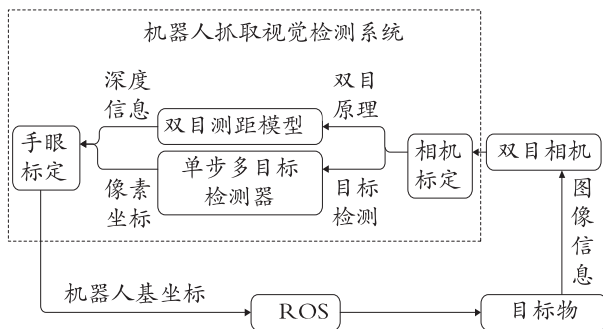 机器人抓取视觉检测系统
深度
信息
双目
原理
双目测距模型
手眼
标定
相机
标定
双目相机
单步多目标
检测器
像素
坐标
目标
检测
图像信息
机器人基坐标
ROS
目标物